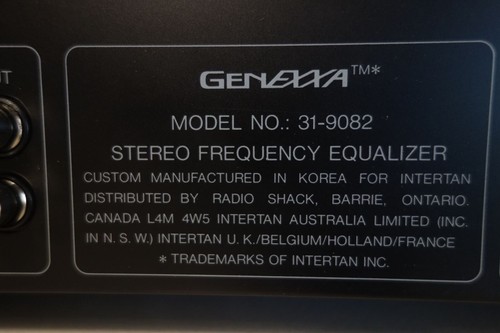 UT
GENEXXA™*
MODEL NO.: 31-9082
STEREO FREQUENCY EQUALIZER
CUSTOM MANUFACTURED IN KOREA FOR INTERTAN
DISTRIBUTED BY RADIO SHACK, BARRIE, ONTARIO.
CANADA L4M 4W5 INTERTAN AUSTRALIA LIMITED (INC.
IN N. S. W.) INTERTAN U. K./BELGIUM/HOLLAND/FRANCE
* TRADEMARKS OF INTERTAN INC.